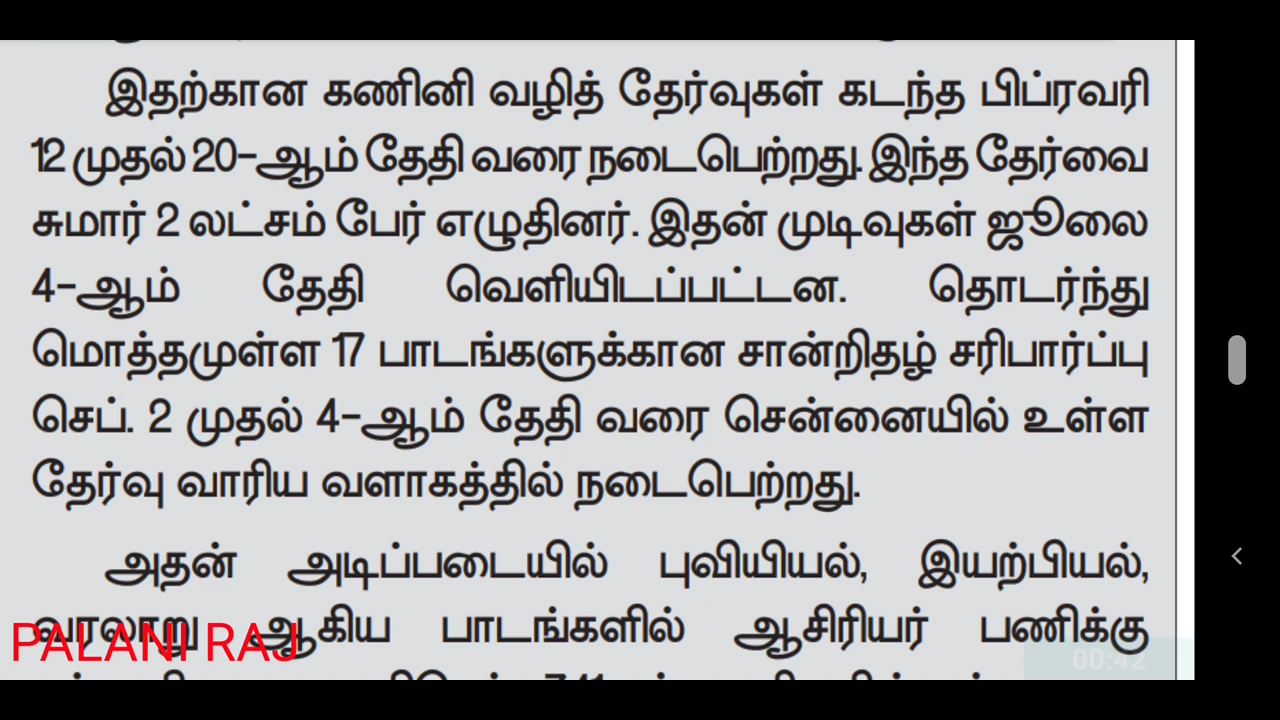 இதற்கான கணினி வழித் தேர்வுகள் கடந்த பிப்ரவரி
12 முதல் 20-ஆம் தேதி வரை நடைபெற்றது. இந்த தேர்வை
சுமார் 2 லட்சம் பேர் எழுதினர். இதன் முடிவுகள் ஜூலை
4-ஆம் தேதி வெளியிடப்பட்டன. தொடர்ந்து
மொத்தமுள்ள 17 பாடங்களுக்கான சான்றிதழ் சரிபார்ப்பு
செப். 2 முதல் 4-ஆம் தேதி வரை சென்னையில் உள்ள
தேர்வு வாரிய வளாகத்தில் நடைபெற்றது.
அதன் அடிப்படையில் புவியியல், இயற்பியல்,
வரலாறு ஆகிய பாடங்களில் ஆசிரியர் பணிக்கு
PALANI RAJ
00:42